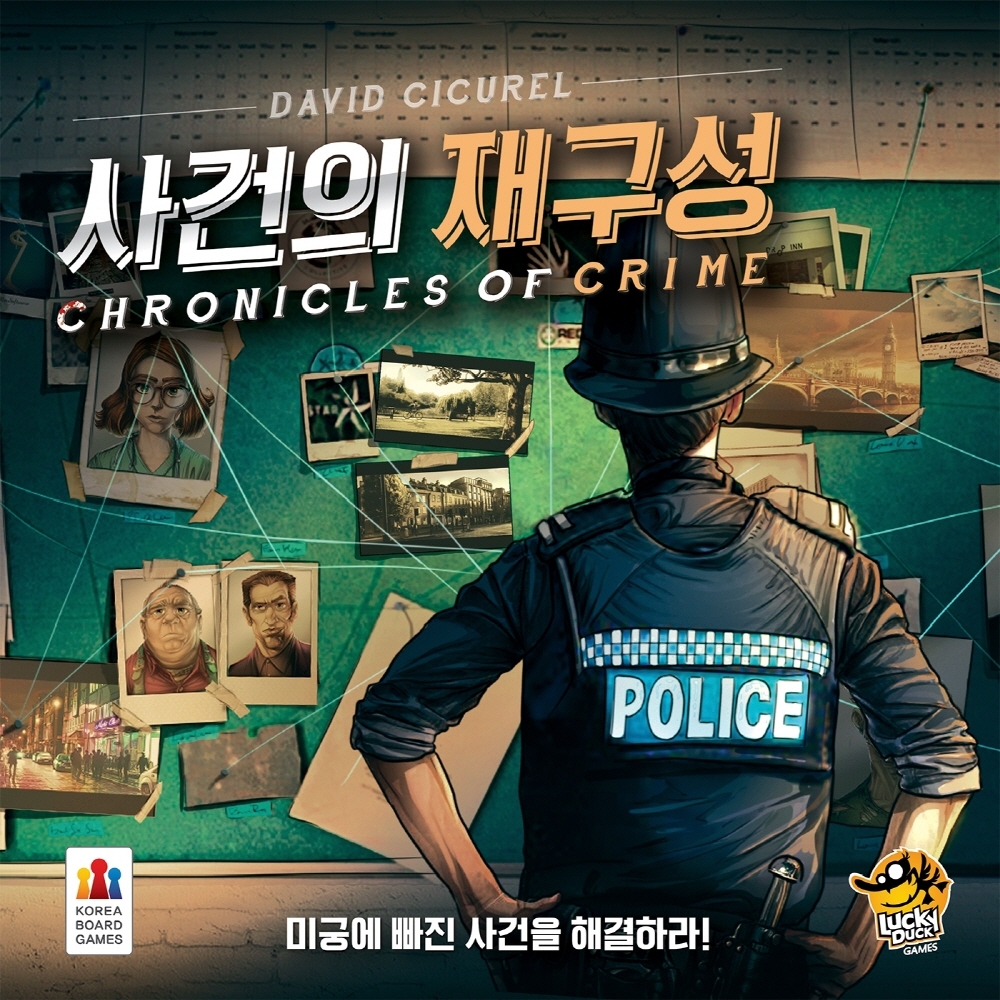 DAVID CICUREL
사건의 재구성
CHRONICLES OF CRIME
POLICE
KOREA
BOARD
GAMES
미궁에 빠진 사건을 해결하라!
LUCKY
DUCK
GAMES